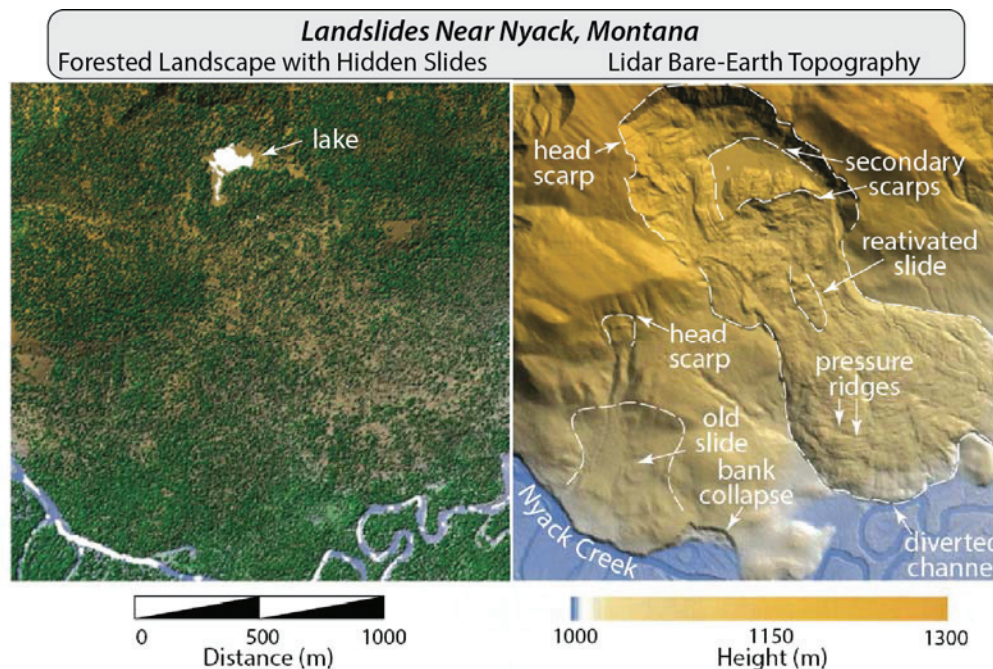 Landslides Near Nyack, Montana
Forested Landscape with Hidden Slides
Lidar Bare-Earth Topography
lake
head
scarp
secondary
scarps
reativated
slide
head
scarp
pressure
ridges
old
slide
bank
collapse
Nyack Creek
diverted
channel
0
500
1000
Distance (m)
1000
1150
1300
Height (m)